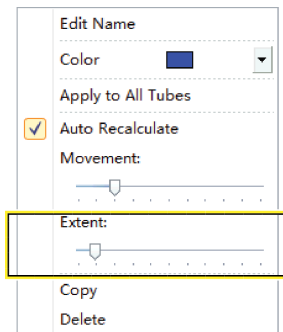 Edit Name
Color
Apply to All Tubes
Auto Recalculate
Movement:
Extent:
Copy
Delete